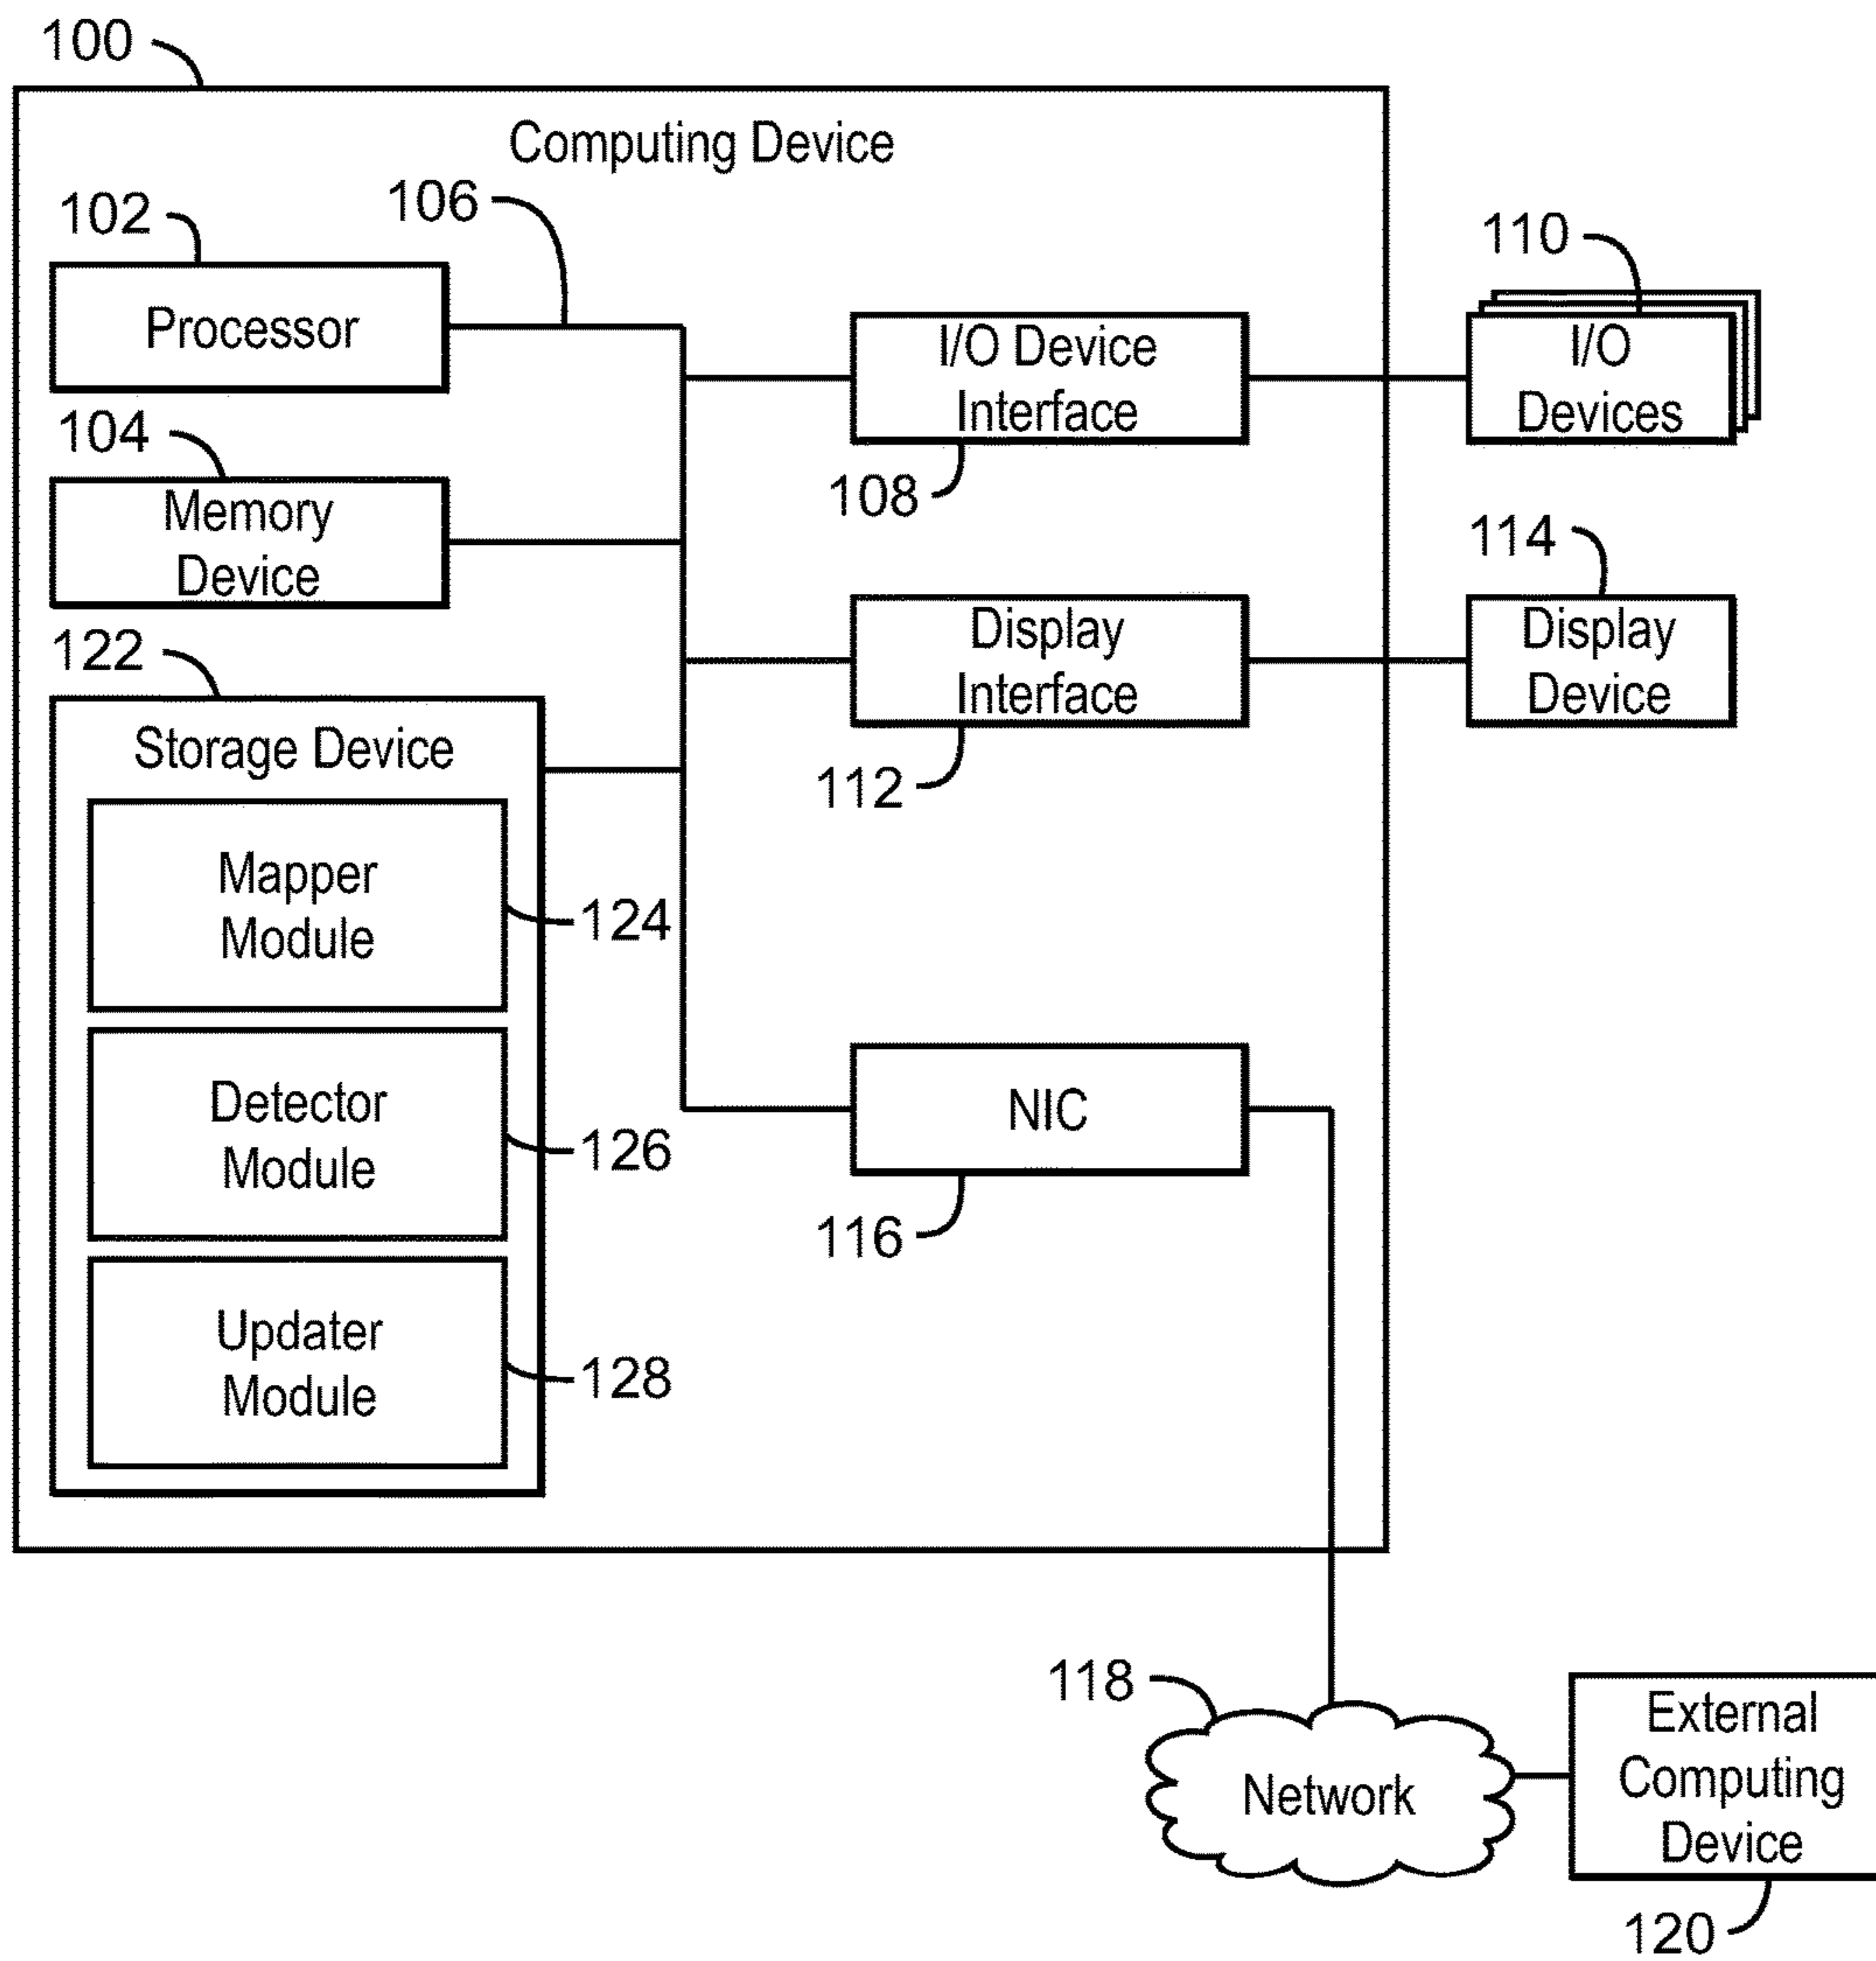 100
Computing Device
102
106
110
Processor
I/O Device
Interface
I/O
Devices
104
108
Memory
Device
114
122
Display
Interface
Display
Device
Storage Device
112
Mapper
Module
124
Detector
Module
126
NIC
116
Updater
Module
128
118
Network
External
Computing
Device
120